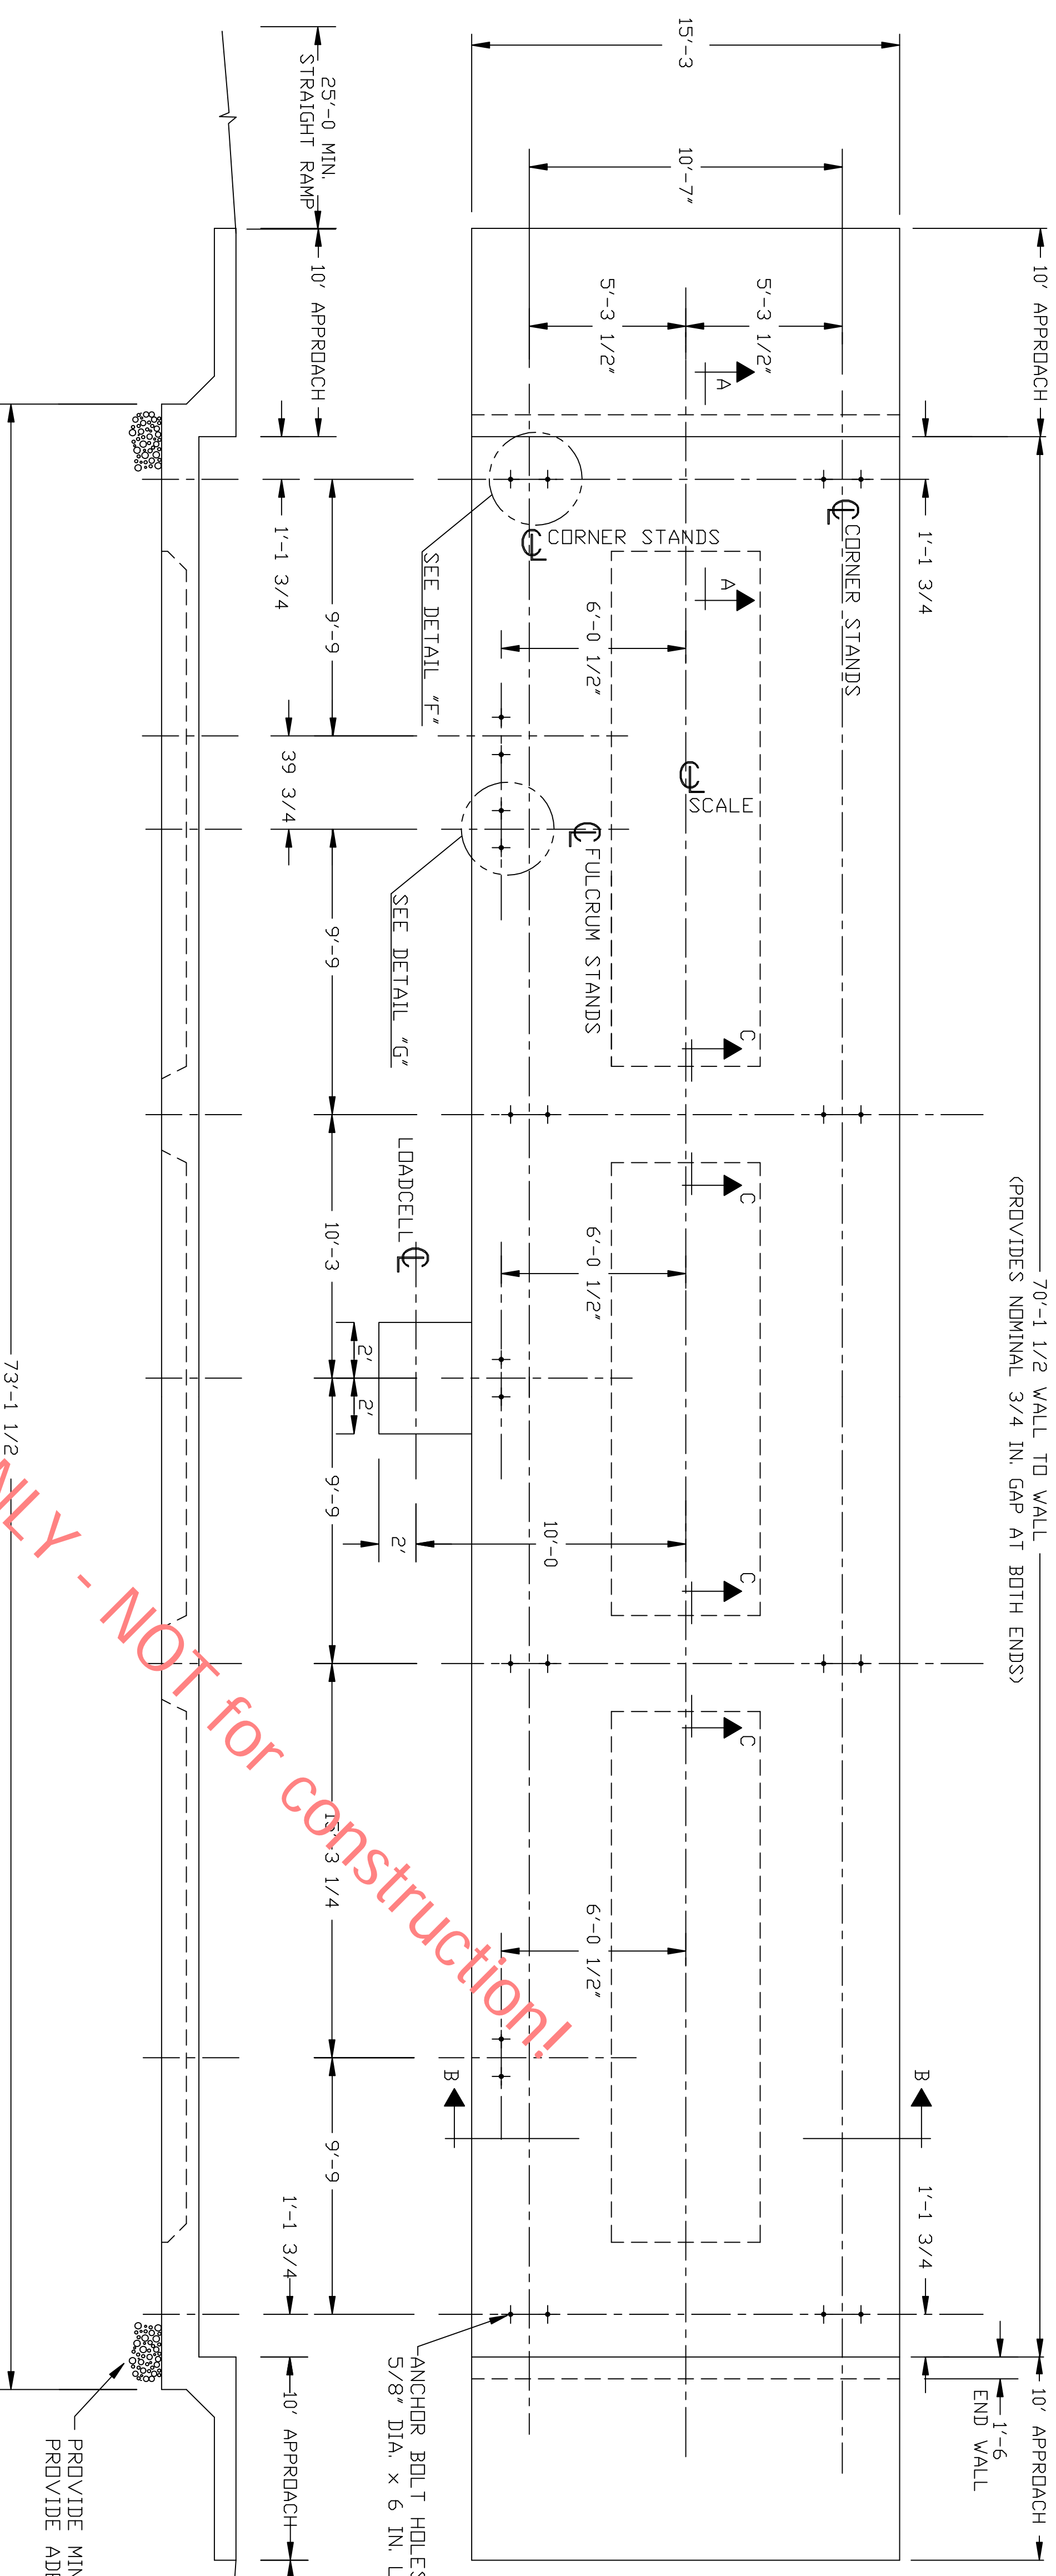 10' APPROACH
70'-1 1/2 WALL TO WALL
(PROVIDES NOMINAL 3/4 IN. GAP AT BOTH ENDS)
10' APPROACH
1'-6
END WALL
1'-1 3/4
1'-1 3/4
15'-3
10'-7"
5'-3 1/2"
5'-3 1/2"
A
A
℄ CORNER STANDS
℄ CORNER STANDS
℄ SCALE
℄ FULCRUM STANDS
6'-0 1/2"
6'-0 1/2"
6'-0 1/2"
C
C
C
C
B
B
10'-0
2'
2'
2'
LOADCELL ℄
SEE DETAIL "F"
SEE DETAIL "G"
ANCHOR BOLT HOLES
5/8" DIA. x 6 IN. L
25'-0 MIN.
STRAIGHT RAMP
10' APPROACH
1'-1 3/4
9'-9
39 3/4
9'-9
10'-3
9'-9
3 1/4
9'-9
1'-1 3/4
10' APPROACH
73'-1 1/2
PROVIDE MIN
PROVIDE
NLY - NOT for construction!